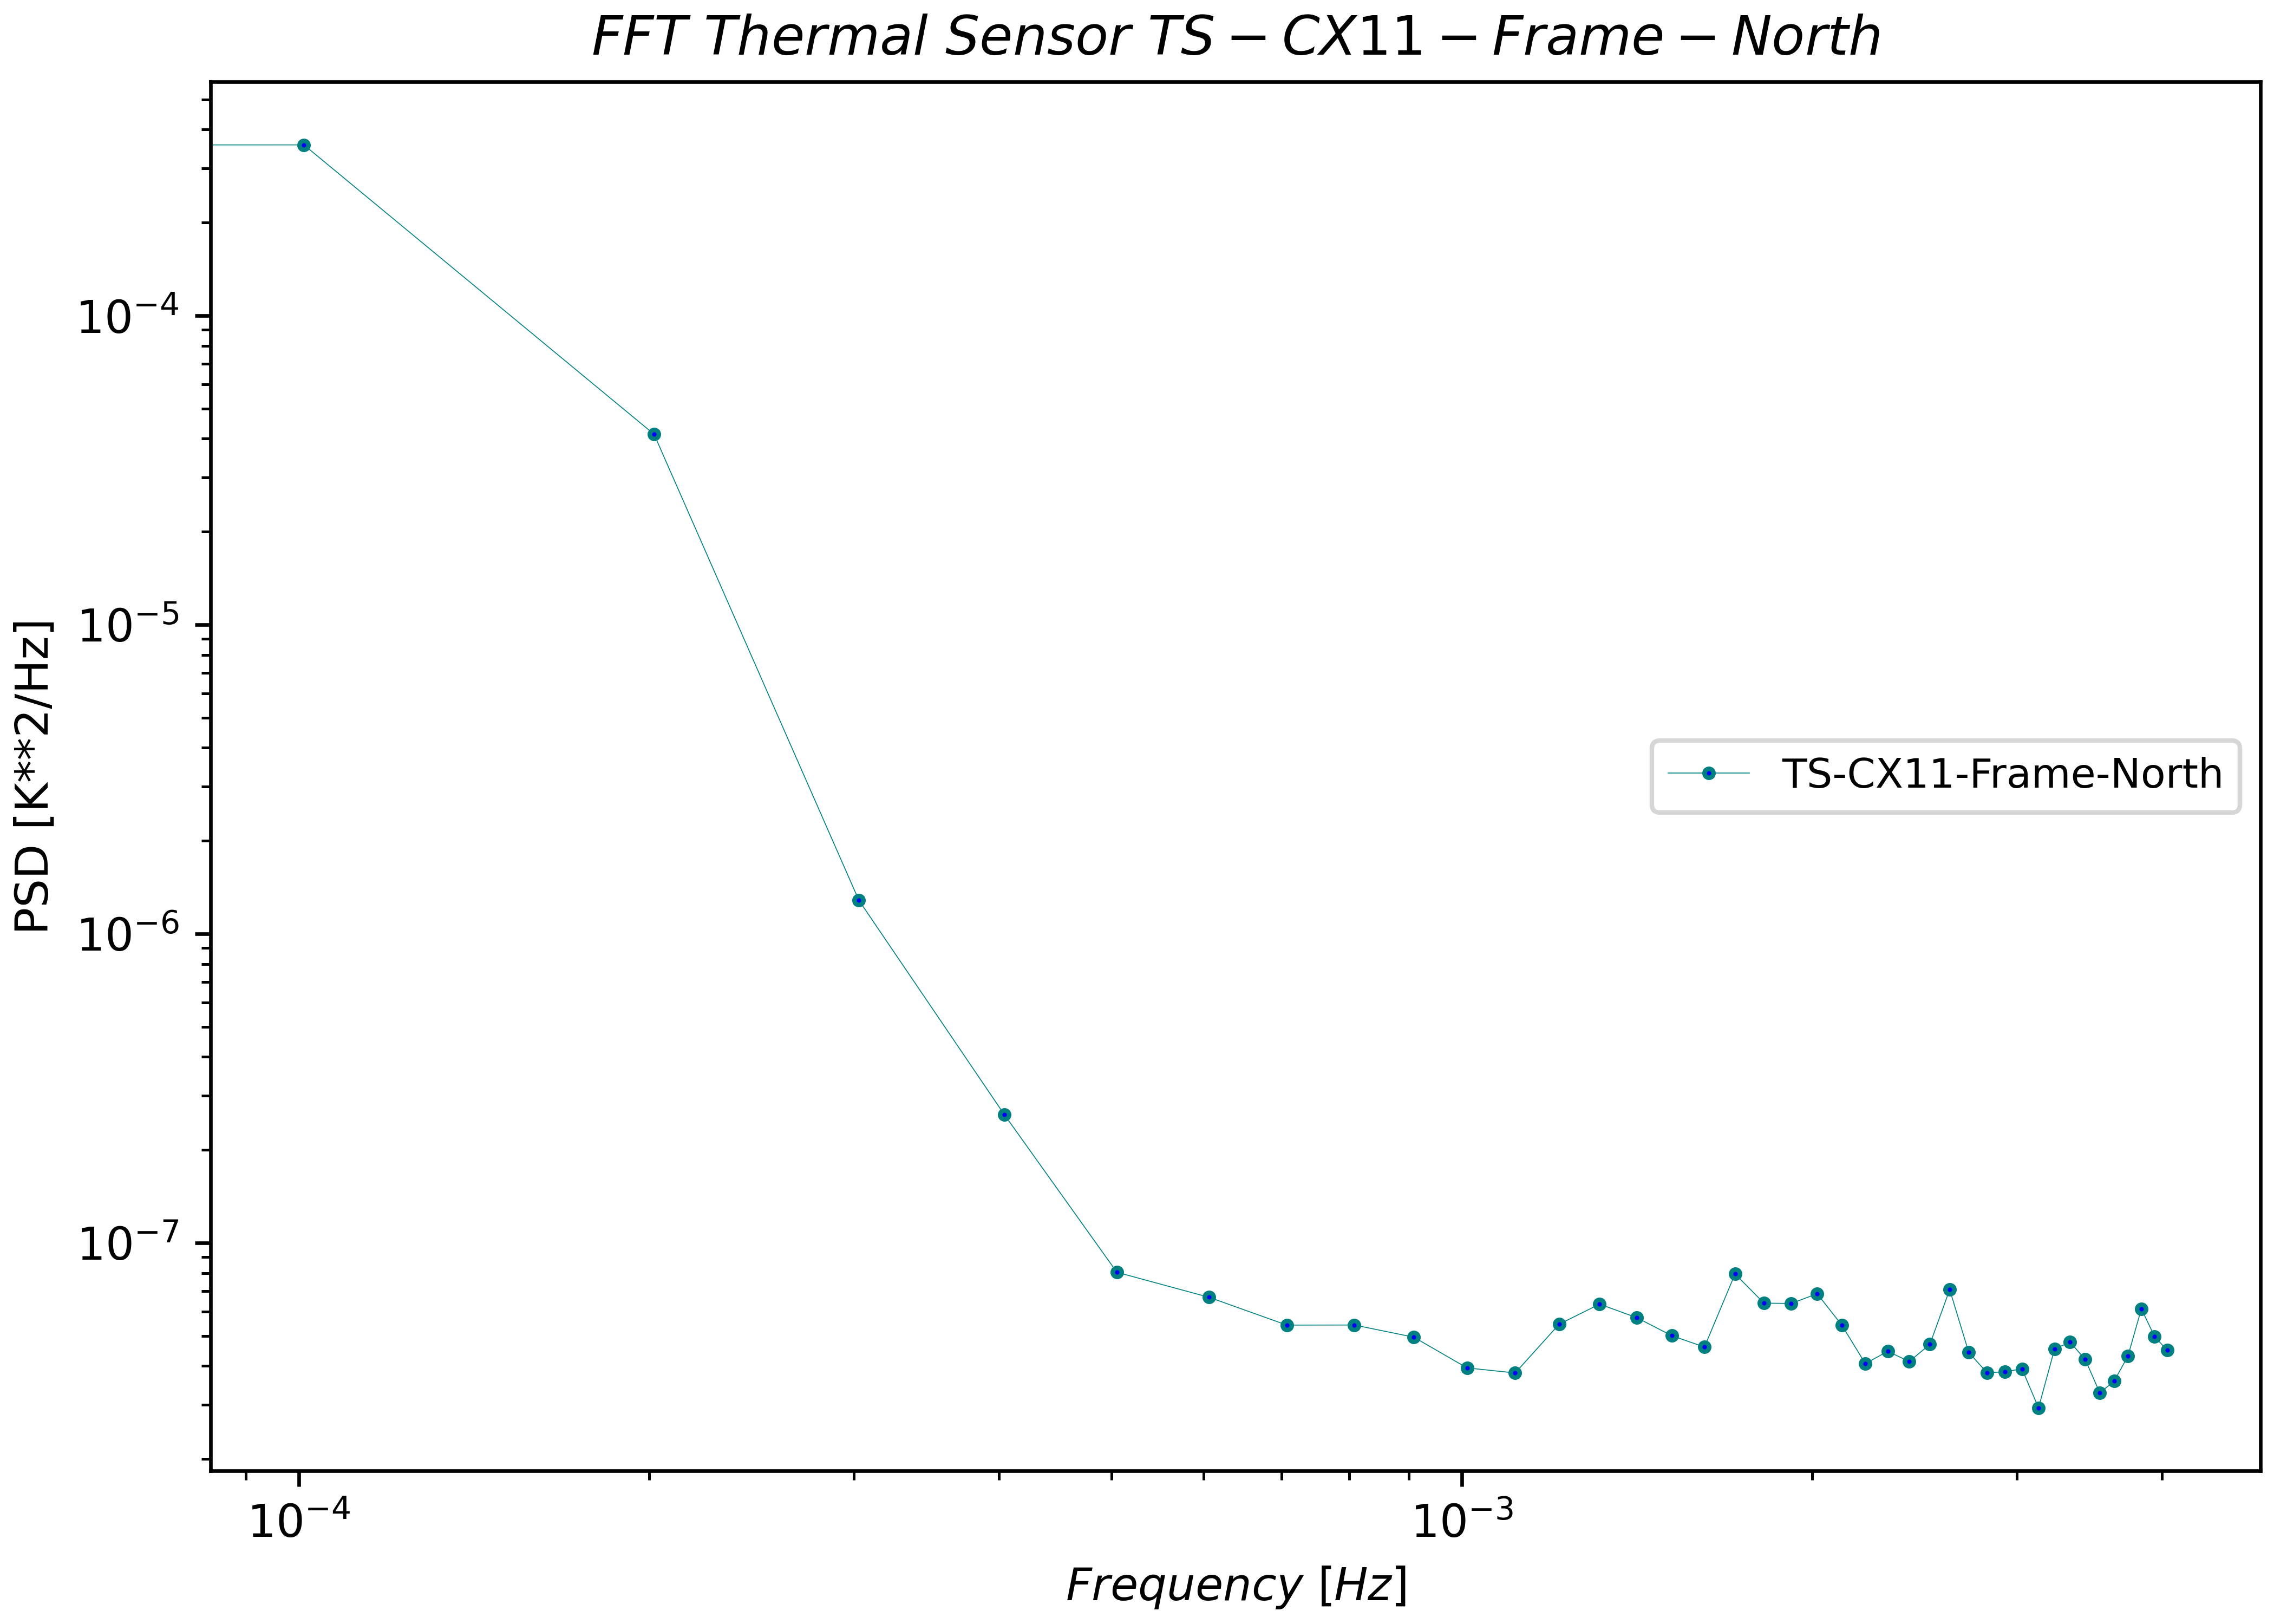 FFT Thermal Sensor TS − CX11 − Frame − North
PSD [K**2/Hz]
10⁻⁴
10⁻⁵
10⁻⁶
10⁻⁷
TS-CX11-Frame-North
10⁻⁴
10⁻³
Frequency [Hz]